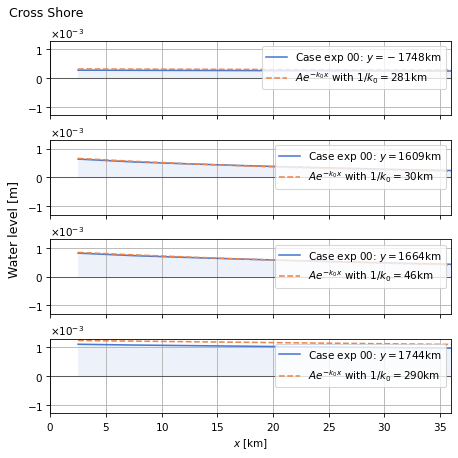 Cross Shore
×10⁻³
1
0
−1
Case exp 00: y = −1748km
Ae^{−k₀x} with 1/k₀ = 281km
×10⁻³
1
0
−1
Case exp 00: y = 1609km
Ae^{−k₀x} with 1/k₀ = 30km
Water level [m]
×10⁻³
1
0
−1
Case exp 00: y = 1664km
Ae^{−k₀x} with 1/k₀ = 46km
×10⁻³
1
0
−1
Case exp 00: y = 1744km
Ae^{−k₀x} with 1/k₀ = 290km
0 5 10 15 20 25 30 35
x [km]